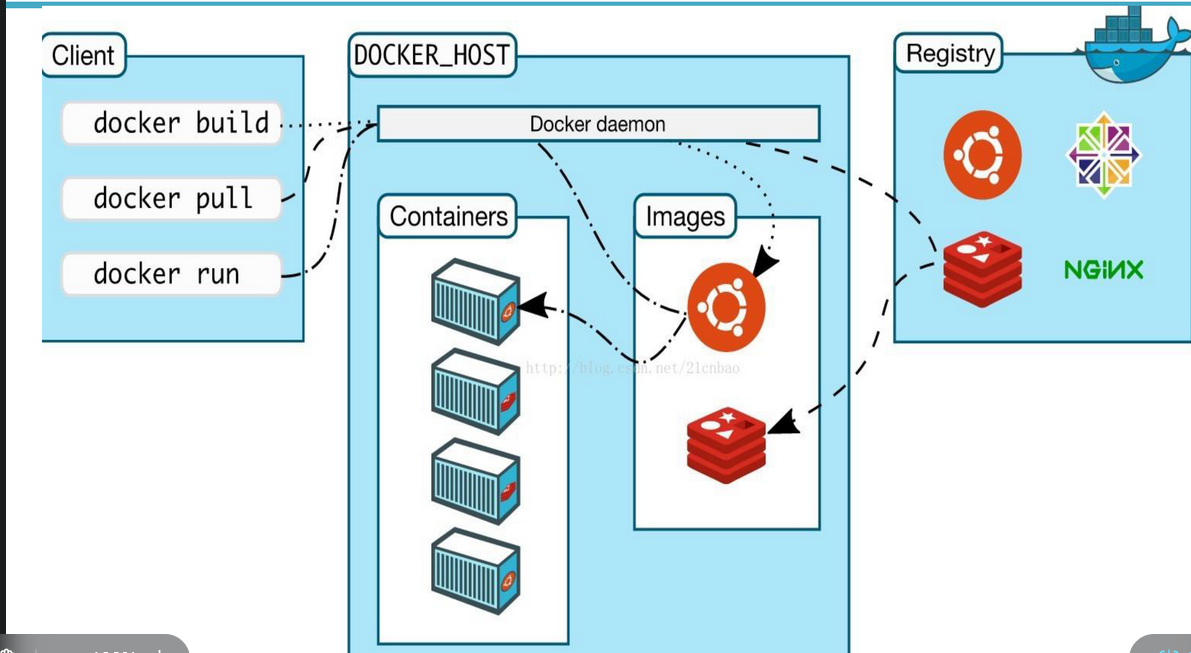 Client
DOCKER_HOST
Registry
docker build
docker pull
docker run
Docker daemon
Containers
Images
NGINX
http://blog.csdn.net/21cnbao